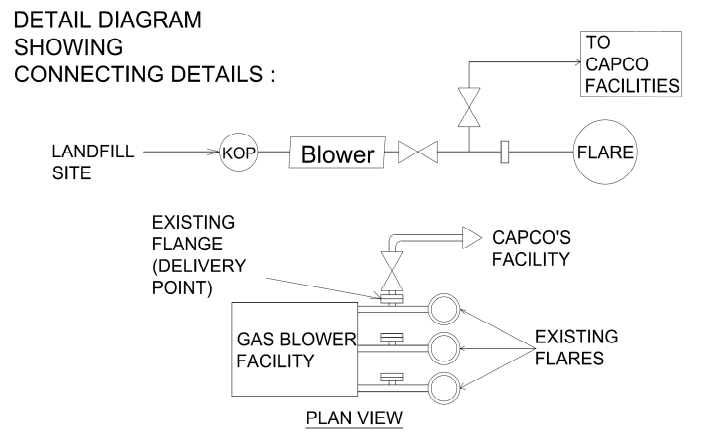 DETAIL DIAGRAM
SHOWING
CONNECTING DETAILS :
TO
CAPCO
FACILITIES
LANDFILL
SITE
KOP
Blower
FLARE
EXISTING
FLANGE
(DELIVERY
POINT)
CAPCO'S
FACILITY
GAS BLOWER
FACILITY
EXISTING
FLARES
PLAN VIEW